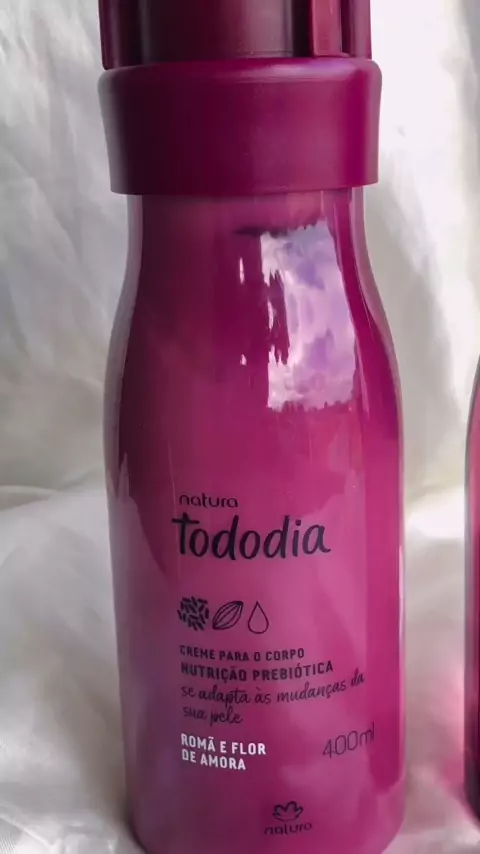 natura
Tododia
CREME PARA O CORPO
NUTRIÇÃO PREBIÓTICA
se adapta às mudanças da
sua pele
ROMÃ E FLOR
DE AMORA
400ml
natura